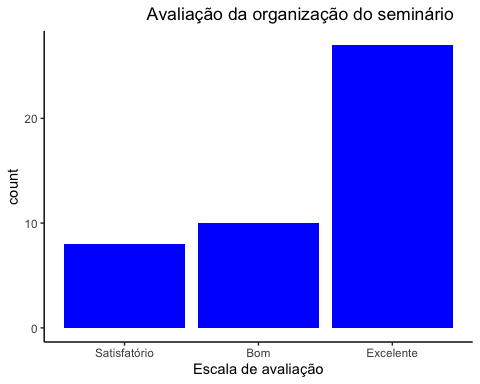 Avaliação da organização do seminário
count
20
10
0
Satisfatório
Bom
Excelente
Escala de avaliação